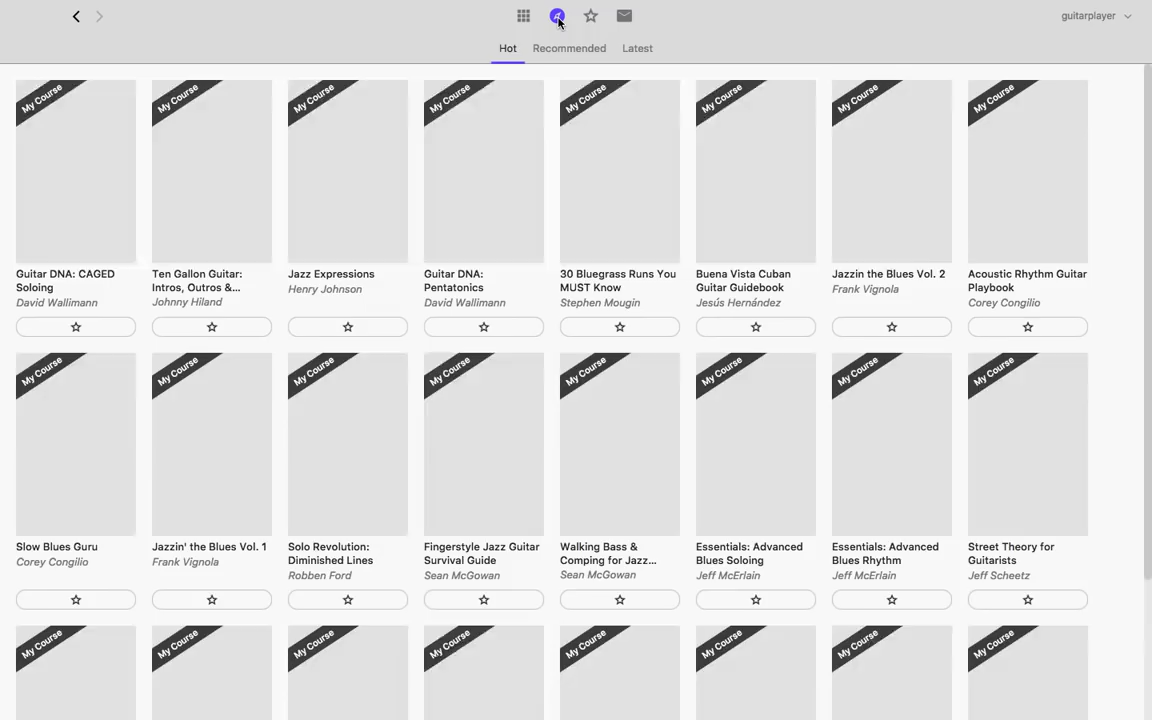 guitarplayer
Hot Recommended Latest
My Course My Course My Course My Course My Course My Course My Course My Course
Guitar DNA: CAGED
Soloing
David Wallimann
Ten Gallon Guitar:
Intros, Outros &...
Johnny Hiland
Jazz Expressions
Henry Johnson
Guitar DNA:
Pentatonics
David Wallimann
30 Bluegrass Runs You
MUST Know
Stephen Mougin
Buena Vista Cuban
Guitar Guidebook
Jesús Hernández
Jazzin the Blues Vol. 2
Frank Vignola
Acoustic Rhythm Guitar
Playbook
Corey Congilio
My Course My Course My Course My Course My Course My Course My Course My Course
Slow Blues Guru
Corey Congilio
Jazzin' the Blues Vol. 1
Frank Vignola
Solo Revolution:
Diminished Lines
Robben Ford
Fingerstyle Jazz Guitar
Survival Guide
Sean McGowan
Walking Bass &
Comping for Jazz...
Sean McGowan
Essentials: Advanced
Blues Soloing
Jeff McErlain
Essentials: Advanced
Blues Rhythm
Jeff McErlain
Street Theory for
Guitarists
Jeff Scheetz
My Course My Course My Course My Course My Course My Course My Course My Course